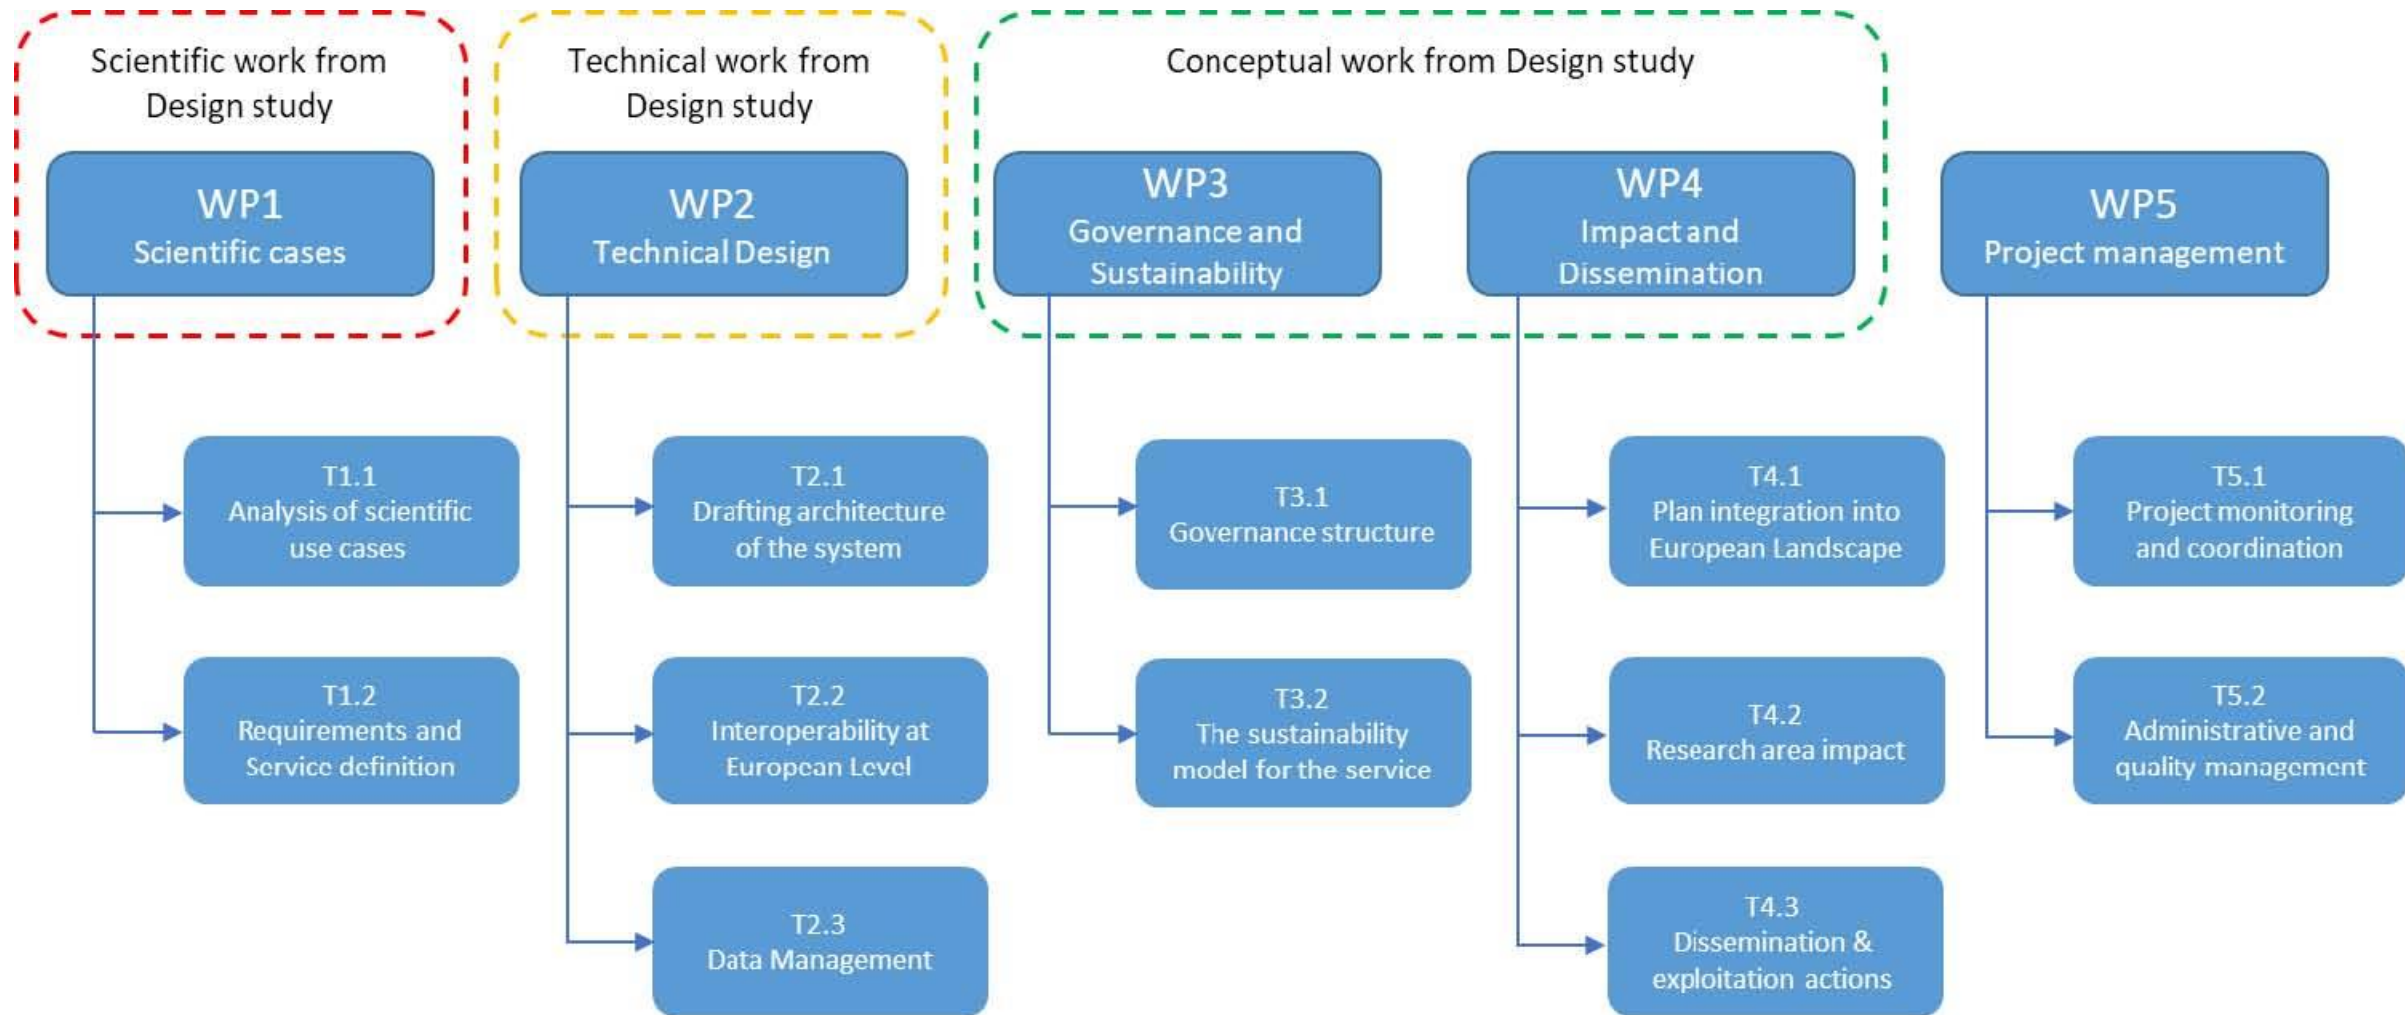 Scientific work from
Design study
Technical work from
Design study
Conceptual work from Design study
WP1
Scientific cases
WP2
Technical Design
WP3
Governance and
Sustainability
WP4
Impact and
Dissemination
WP5
Project management
T1.1
Analysis of scientific
use cases
T2.1
Drafting architecture
of the system
T3.1
Governance structure
T4.1
Plan integration into
European Landscape
T5.1
Project monitoring
and coordination
T1.2
Requirements and
Service definition
T2.2
Interoperability at
European Level
T3.2
The sustainability
model for the service
T4.2
Research area impact
T5.2
Administrative and
quality management
T2.3
Data Management
T4.3
Dissemination &
exploitation actions